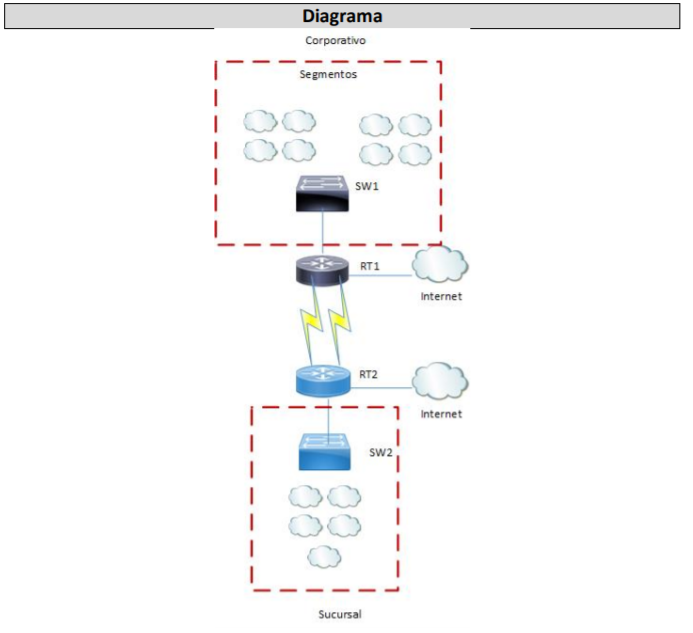 Diagrama
Corporativo
Segmentos
SW1
RT1
Internet
RT2
Internet
SW2
Sucursal